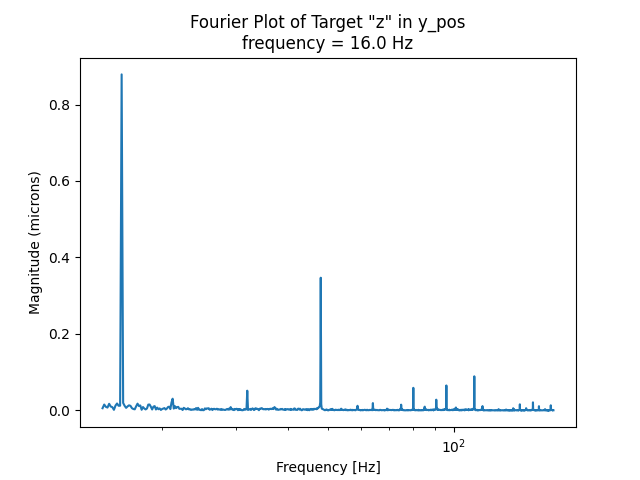 Fourier Plot of Target "z" in y_pos
frequency = 16.0 Hz
0.8
0.6
0.4
0.2
0.0
Magnitude (microns)
10²
Frequency [Hz]